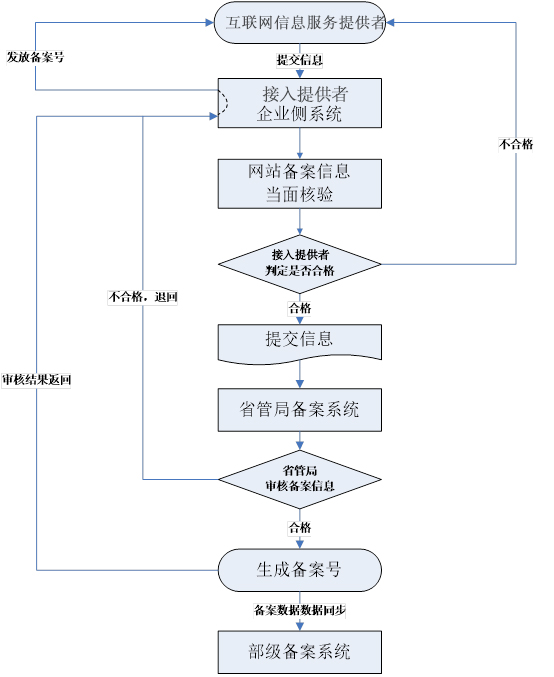 互联网信息服务提供者
发放备案号
提交信息
接入提供者
企业侧系统
不合格
网站备案信息
当面核验
接入提供者
判定是否合格
不合格，退回
合格
提交信息
审核结果返回
省管局备案系统
省管局
审核备案信息
合格
生成备案号
备案数据数据同步
部级备案系统